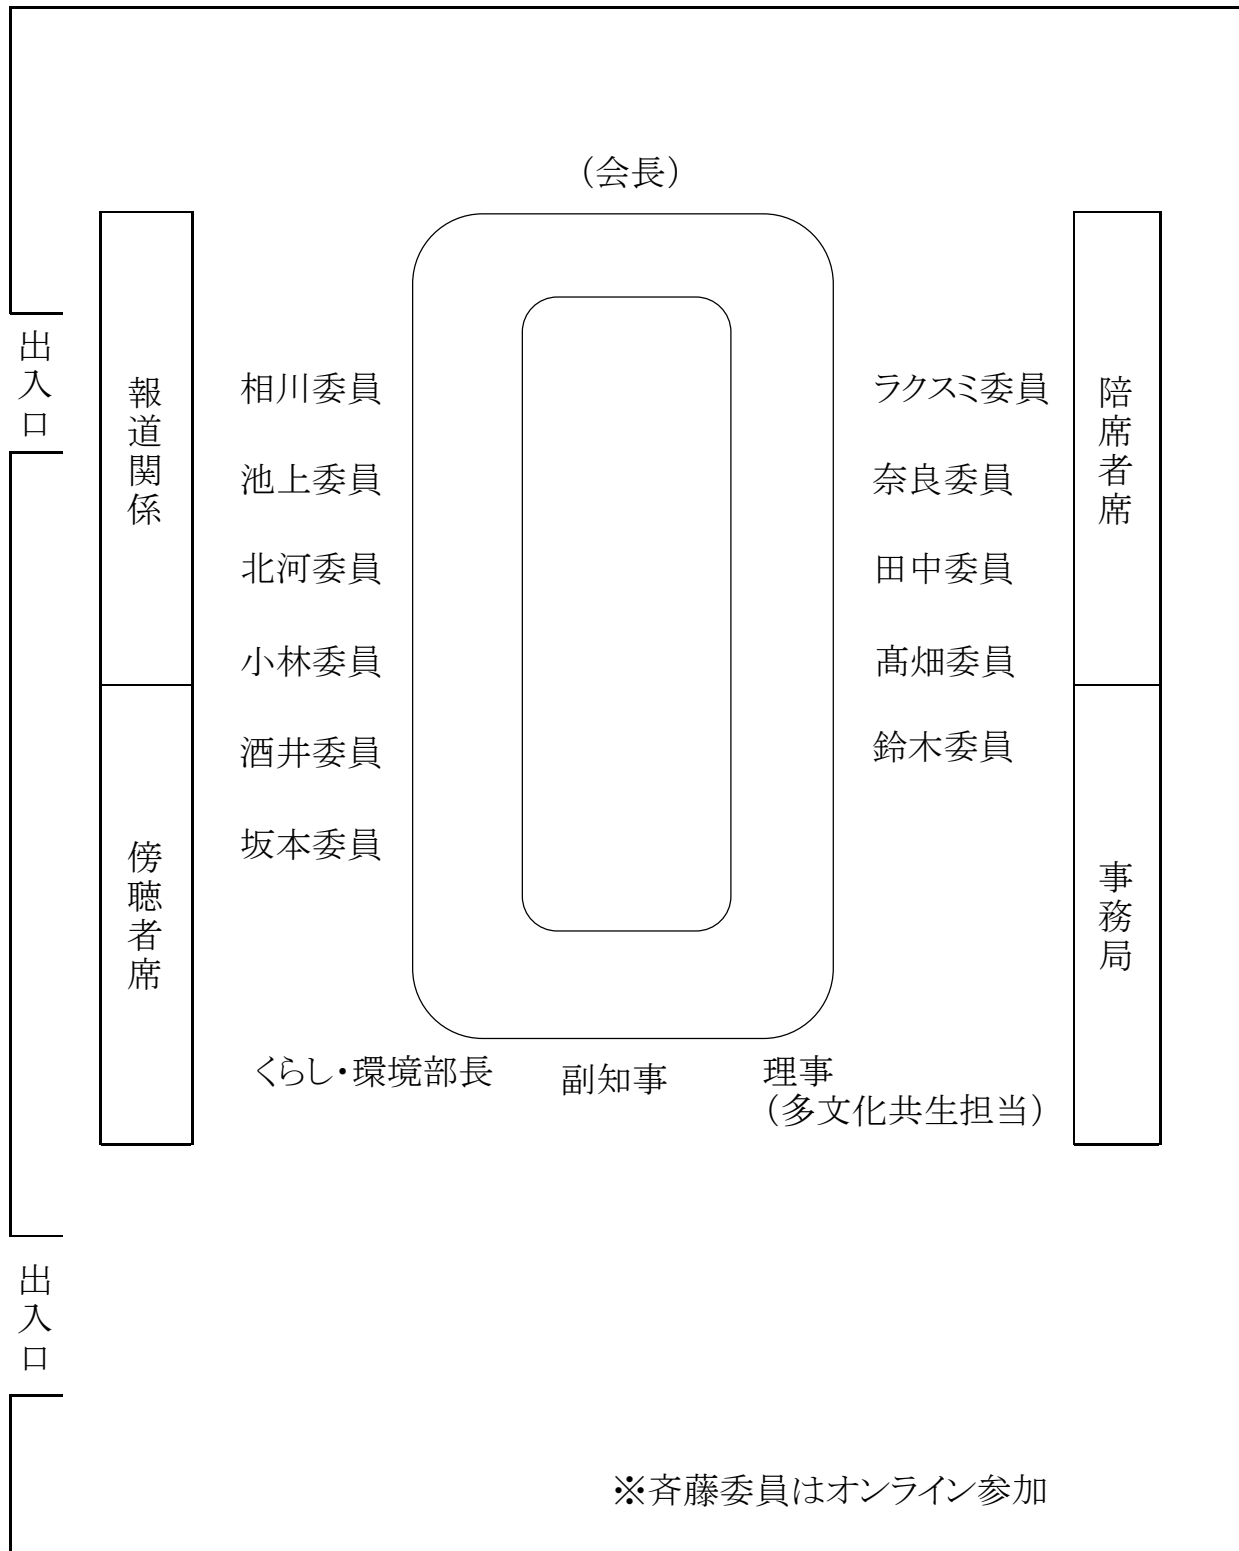 （会長）
出入口
報道関係
相川委員
ラクスミ委員
陪席者席
池上委員
奈良委員
北河委員
田中委員
小林委員
髙畑委員
酒井委員
鈴木委員
傍聴者席
坂本委員
事務局
くらし・環境部長
副知事
理事
（多文化共生担当）
出入口
※斉藤委員はオンライン参加